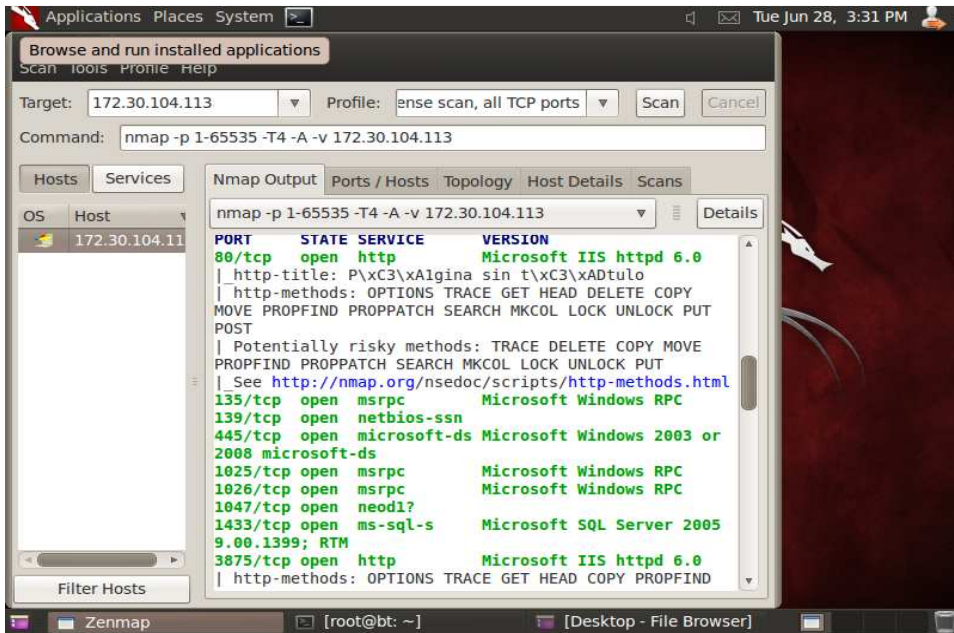 Applications Places System Tue Jun 28, 3:31 PM
Browse and run installed applications
Scan Tools Profile Help
Target: 172.30.104.113 Profile: ense scan, all TCP ports Scan Cancel
Command: nmap -p 1-65535 -T4 -A -v 172.30.104.113
Hosts Services
OS Host
172.30.104.11
Filter Hosts
Nmap Output Ports / Hosts Topology Host Details Scans
nmap -p 1-65535 -T4 -A -v 172.30.104.113 Details
PORT STATE SERVICE VERSION
80/tcp open http Microsoft IIS httpd 6.0
|_http-title: P\xC3\xA1gina sin t\xC3\xADtulo
| http-methods: OPTIONS TRACE GET HEAD DELETE COPY
MOVE PROPFIND PROPPATCH SEARCH MKCOL LOCK UNLOCK PUT
POST
| Potentially risky methods: TRACE DELETE COPY MOVE
PROPFIND PROPPATCH SEARCH MKCOL LOCK UNLOCK PUT
|_See http://nmap.org/nsedoc/scripts/http-methods.html
135/tcp open msrpc Microsoft Windows RPC
139/tcp open netbios-ssn
445/tcp open microsoft-ds Microsoft Windows 2003 or
2008 microsoft-ds
1025/tcp open msrpc Microsoft Windows RPC
1026/tcp open msrpc Microsoft Windows RPC
1047/tcp open neod1?
1433/tcp open ms-sql-s Microsoft SQL Server 2005
9.00.1399; RTM
3875/tcp open http Microsoft IIS httpd 6.0
| http-methods: OPTIONS TRACE GET HEAD COPY PROPFIND
Zenmap [root@bt: ~] [Desktop - File Browser]